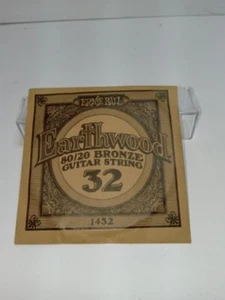 ERNIE BALL
Earthwood
80/20 BRONZE
GUITAR STRING
32
1432